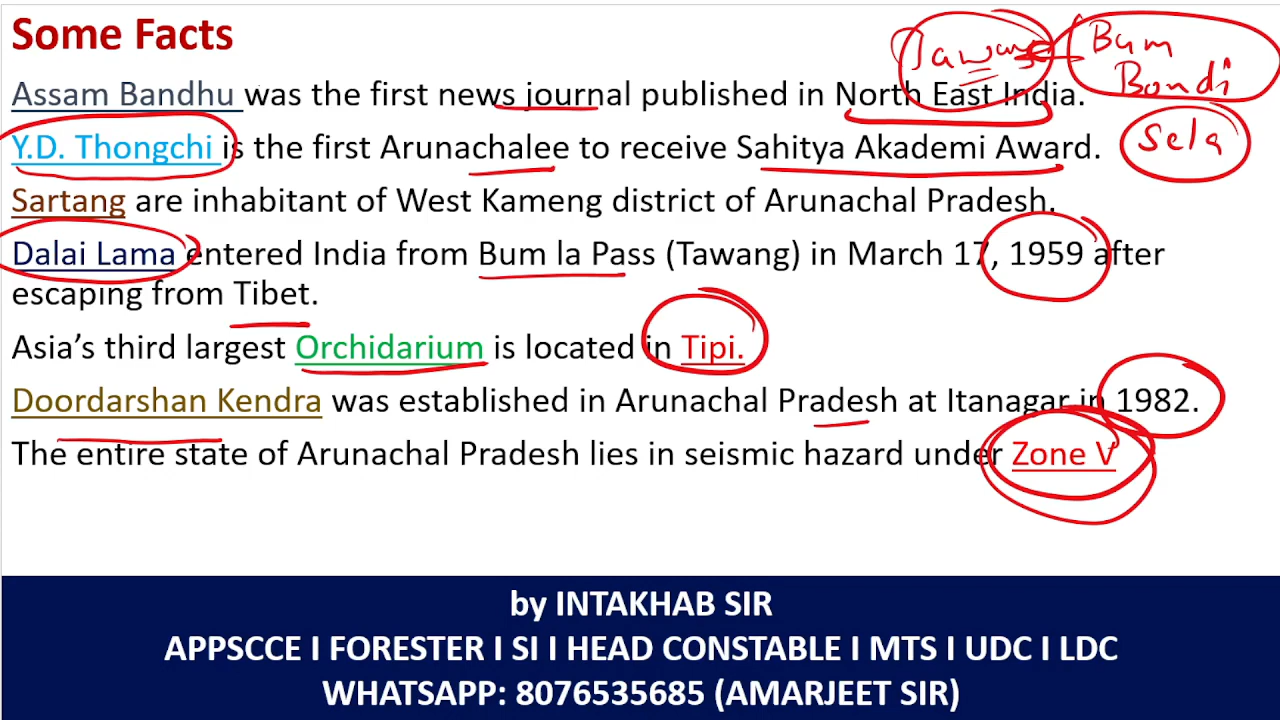 Some Facts
Tawang Bum
Bondi
Assam Bandhu was the first news journal published in North East India.
Y.D. Thongchi is the first Arunachalee to receive Sahitya Akademi Award. Sela
Sartang are inhabitant of West Kameng district of Arunachal Pradesh.
Dalai Lama entered India from Bum la Pass (Tawang) in March 17, 1959 after
escaping from Tibet.
Asia’s third largest Orchidarium is located in Tipi.
Doordarshan Kendra was established in Arunachal Pradesh at Itanagar in 1982.
The entire state of Arunachal Pradesh lies in seismic hazard under Zone V
by INTAKHAB SIR
APPSCCE I FORESTER I SI I HEAD CONSTABLE I MTS I UDC I LDC
WHATSAPP: 8076535685 (AMARJEET SIR)